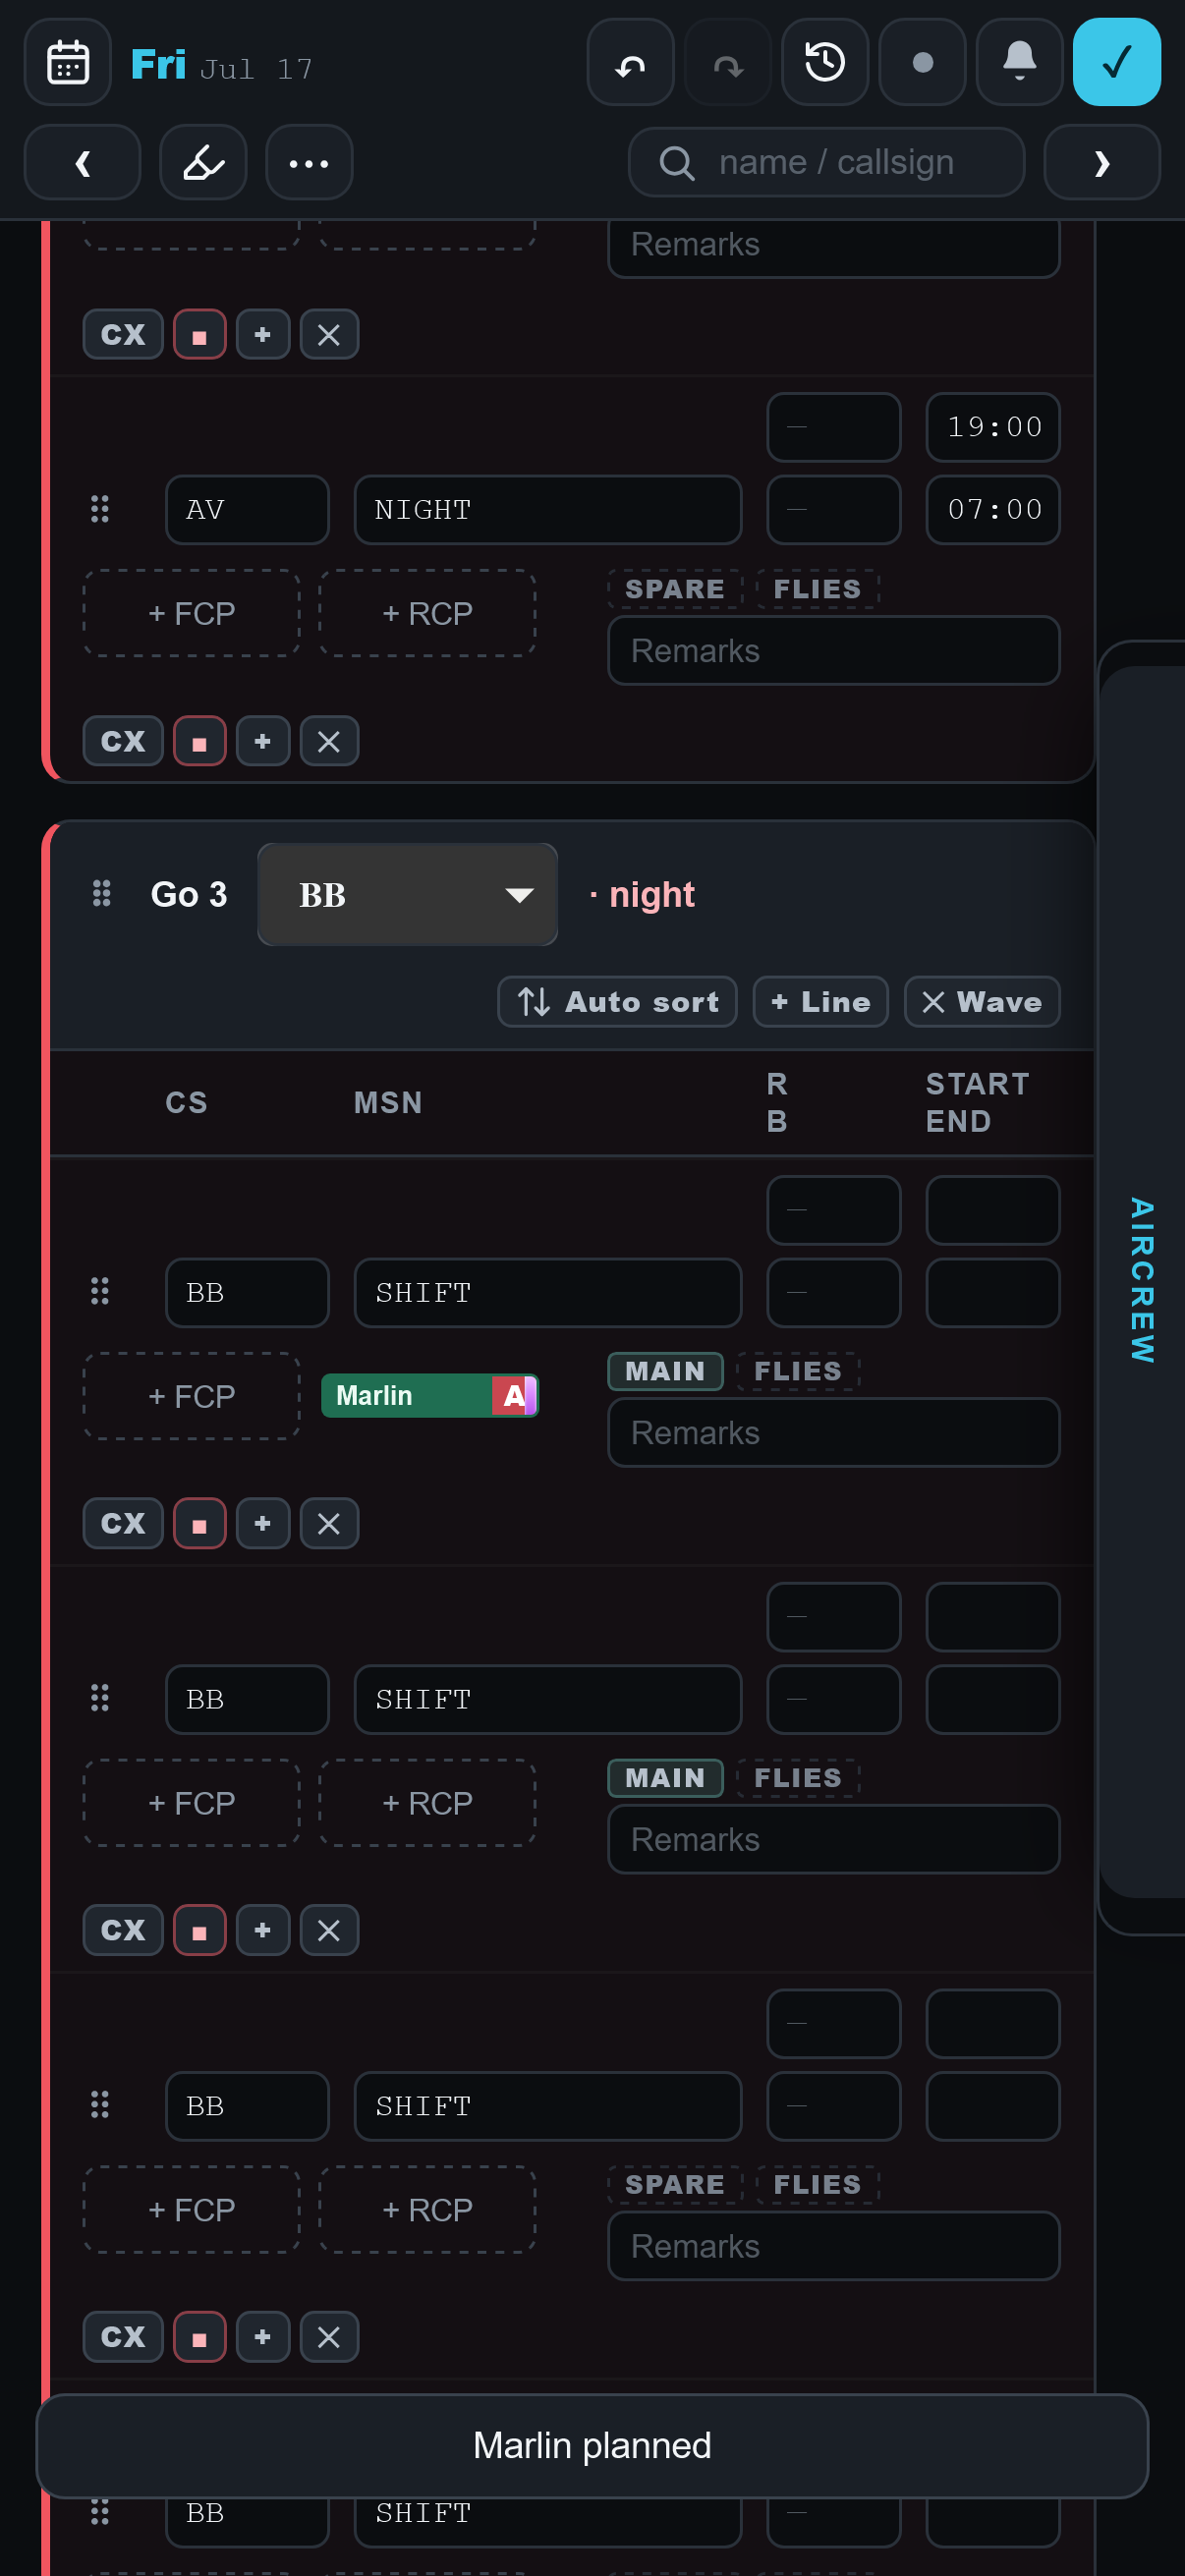 Fri Jul 17
name / callsign
Remarks
CX + ×
— 19:00
AV NIGHT — 07:00
+ FCP + RCP SPARE FLIES
Remarks
CX + ×
Go 3 BB · night
Auto sort + Line × Wave
CS MSN R START
B END
—
BB SHIFT —
+ FCP Marlin A MAIN FLIES
Remarks
CX + ×
—
BB SHIFT —
+ FCP + RCP MAIN FLIES
Remarks
CX + ×
—
BB SHIFT —
+ FCP + RCP SPARE FLIES
Remarks
CX + ×
Marlin planned
BB SHIFT —
AIRCREW